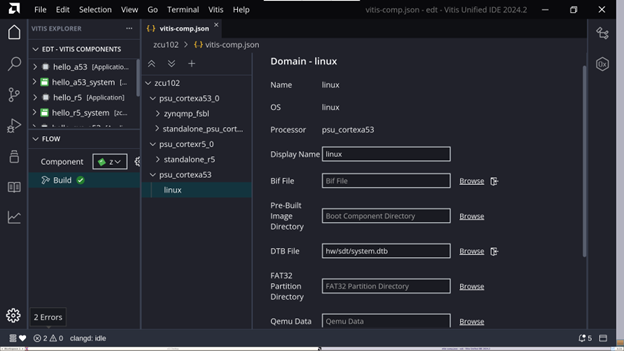 File Edit Selection View Go Terminal Vitis Help
vitis-comp.json - edt - Vitis Unified IDE 2024.2
VITIS EXPLORER ...
EDT - VITIS COMPONENTS
hello_a53 [Applicatio...
hello_a53_system [...
hello_r5 [Application]
hello_r5_system [zc...
FLOW
Component z
Build
2 Errors
2 0 clangd: idle
5
{..} vitis-comp.json ×
zcu102 > {..} vitis-comp.json
zcu102
psu_cortexa53_0
zynqmp_fsbl
standalone_psu_cort...
psu_cortexr5_0
standalone_r5
psu_cortexa53
linux
Domain - linux
Name linux
OS linux
Processor psu_cortexa53
Display Name linux
Bif File Bif File Browse
Pre-Built
Image
Directory
Boot Component Directory Browse
DTB File hw/sdt/system.dtb Browse
FAT32
Partition
Directory
FAT32 Partition Directory Browse
Qemu Data Qemu Data Browse